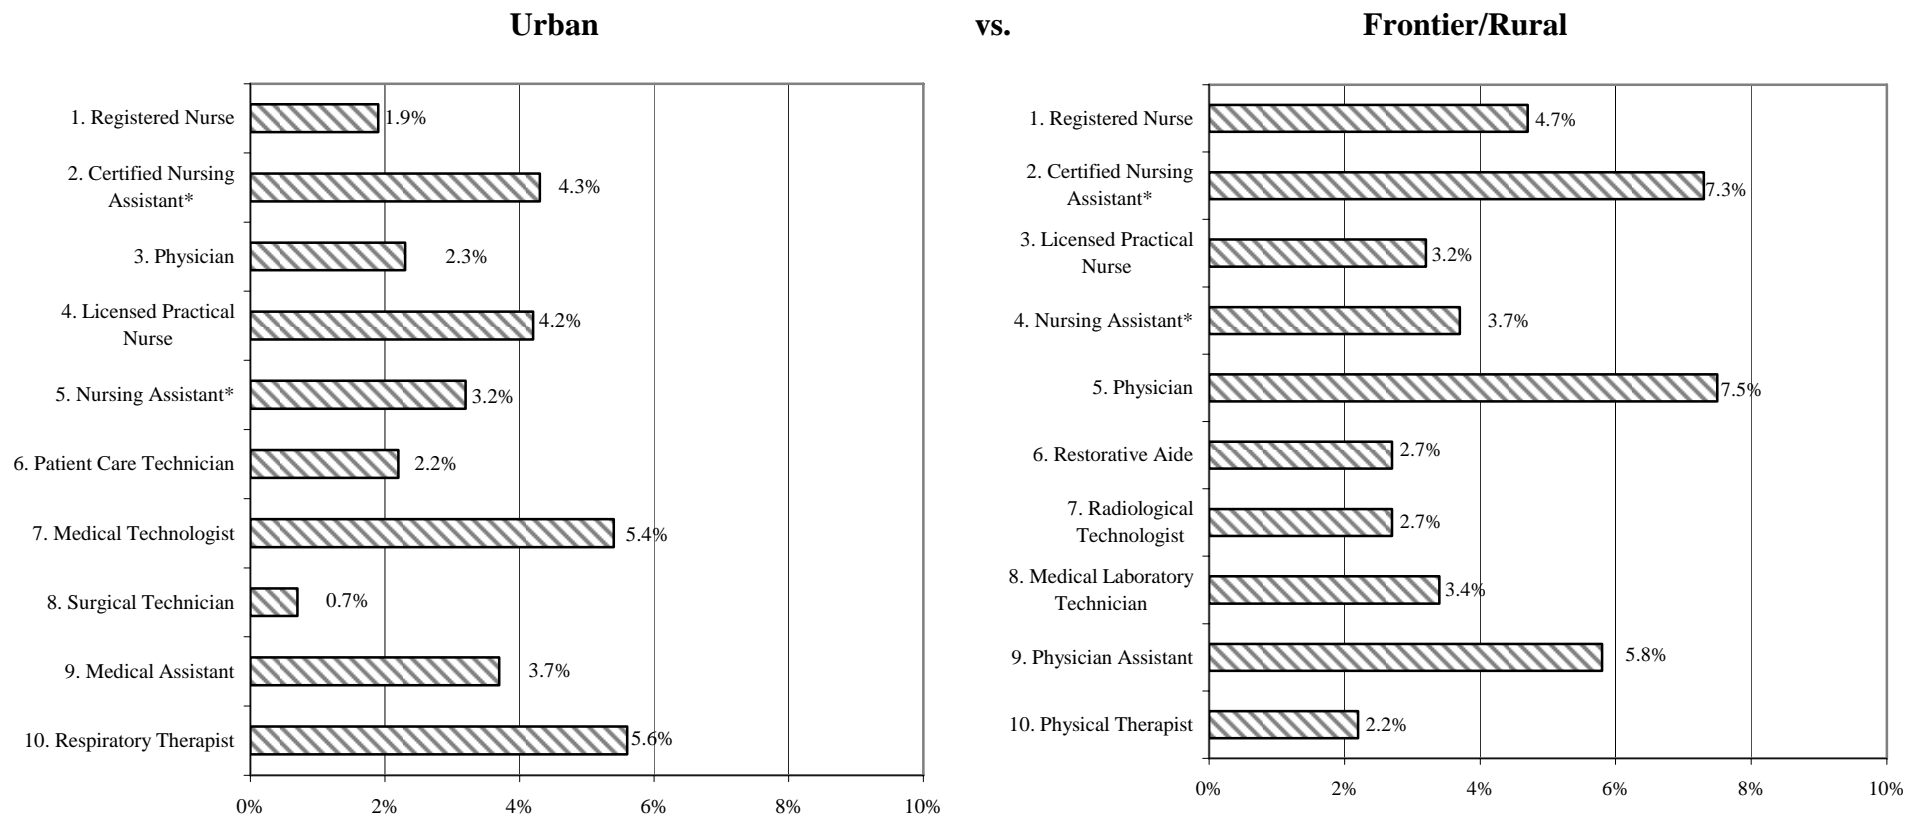 Urban
vs.
Frontier/Rural
1. Registered Nurse
1.9%
2. Certified Nursing
Assistant*
4.3%
3. Physician
2.3%
4. Licensed Practical
Nurse
4.2%
5. Nursing Assistant*
3.2%
6. Patient Care Technician
2.2%
7. Medical Technologist
5.4%
8. Surgical Technician
0.7%
9. Medical Assistant
3.7%
10. Respiratory Therapist
5.6%
0%
2%
4%
6%
8%
10%
1. Registered Nurse
4.7%
2. Certified Nursing
Assistant*
7.3%
3. Licensed Practical
Nurse
3.2%
4. Nursing Assistant*
3.7%
5. Physician
7.5%
6. Restorative Aide
2.7%
7. Radiological
Technologist
2.7%
8. Medical Laboratory
Technician
3.4%
9. Physician Assistant
5.8%
10. Physical Therapist
2.2%
0%
2%
4%
6%
8%
10%